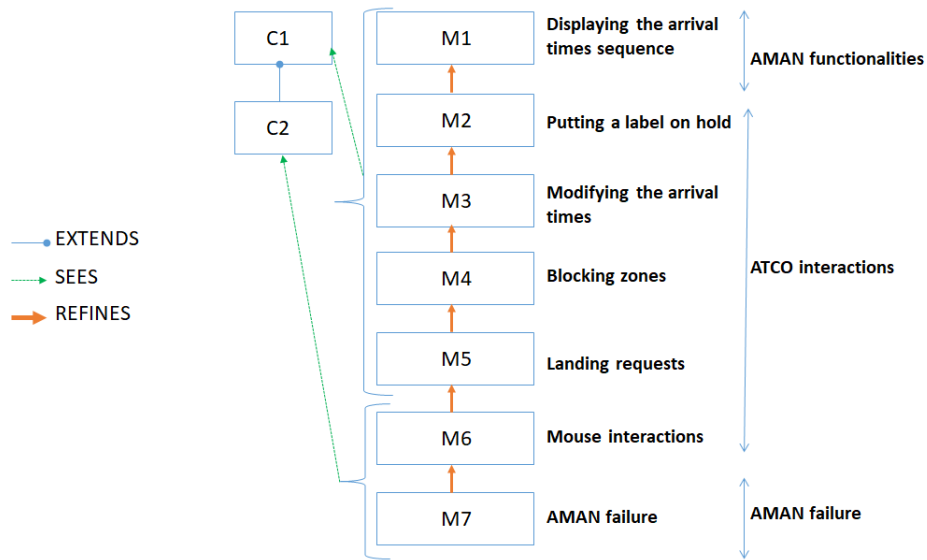 C1
M1
Displaying the arrival
times sequence
AMAN functionalities
C2
M2
Putting a label on hold
M3
Modifying the arrival
times
EXTENDS
SEES
REFINES
M4
Blocking zones
ATCO interactions
M5
Landing requests
M6
Mouse interactions
M7
AMAN failure
AMAN failure